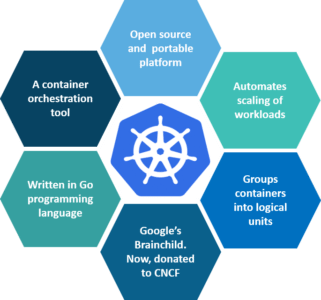 Open source
and portable
platform
A container
orchestration
tool
Automates
scaling of
workloads
Written in Go
programming
language
Groups
containers
into logical
units
Google's
Brainchild.
Now, donated
to CNCF